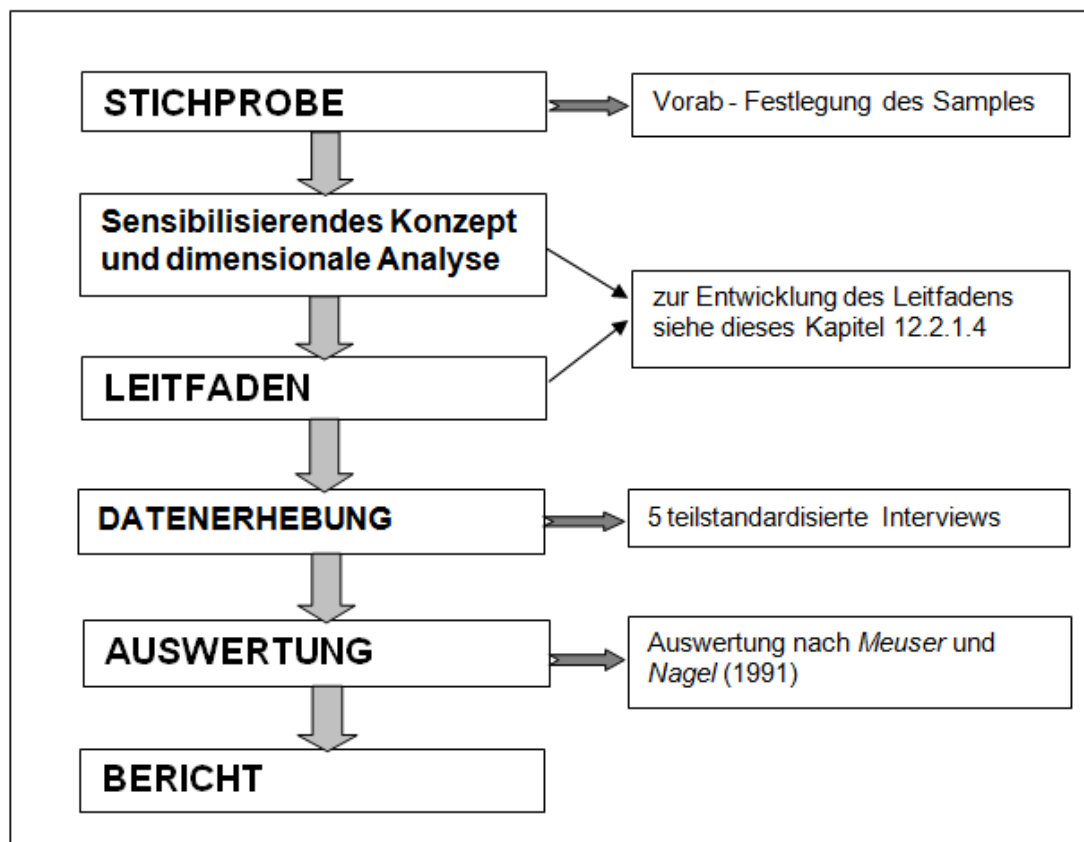 STICHPROBE
Vorab - Festlegung des Samples
Sensibilisierendes Konzept
und dimensionale Analyse
zur Entwicklung des Leitfadens
siehe dieses Kapitel 12.2.1.4
LEITFADEN
DATENERHEBUNG
5 teilstandardisierte Interviews
AUSWERTUNG
Auswertung nach Meuser und
Nagel (1991)
BERICHT